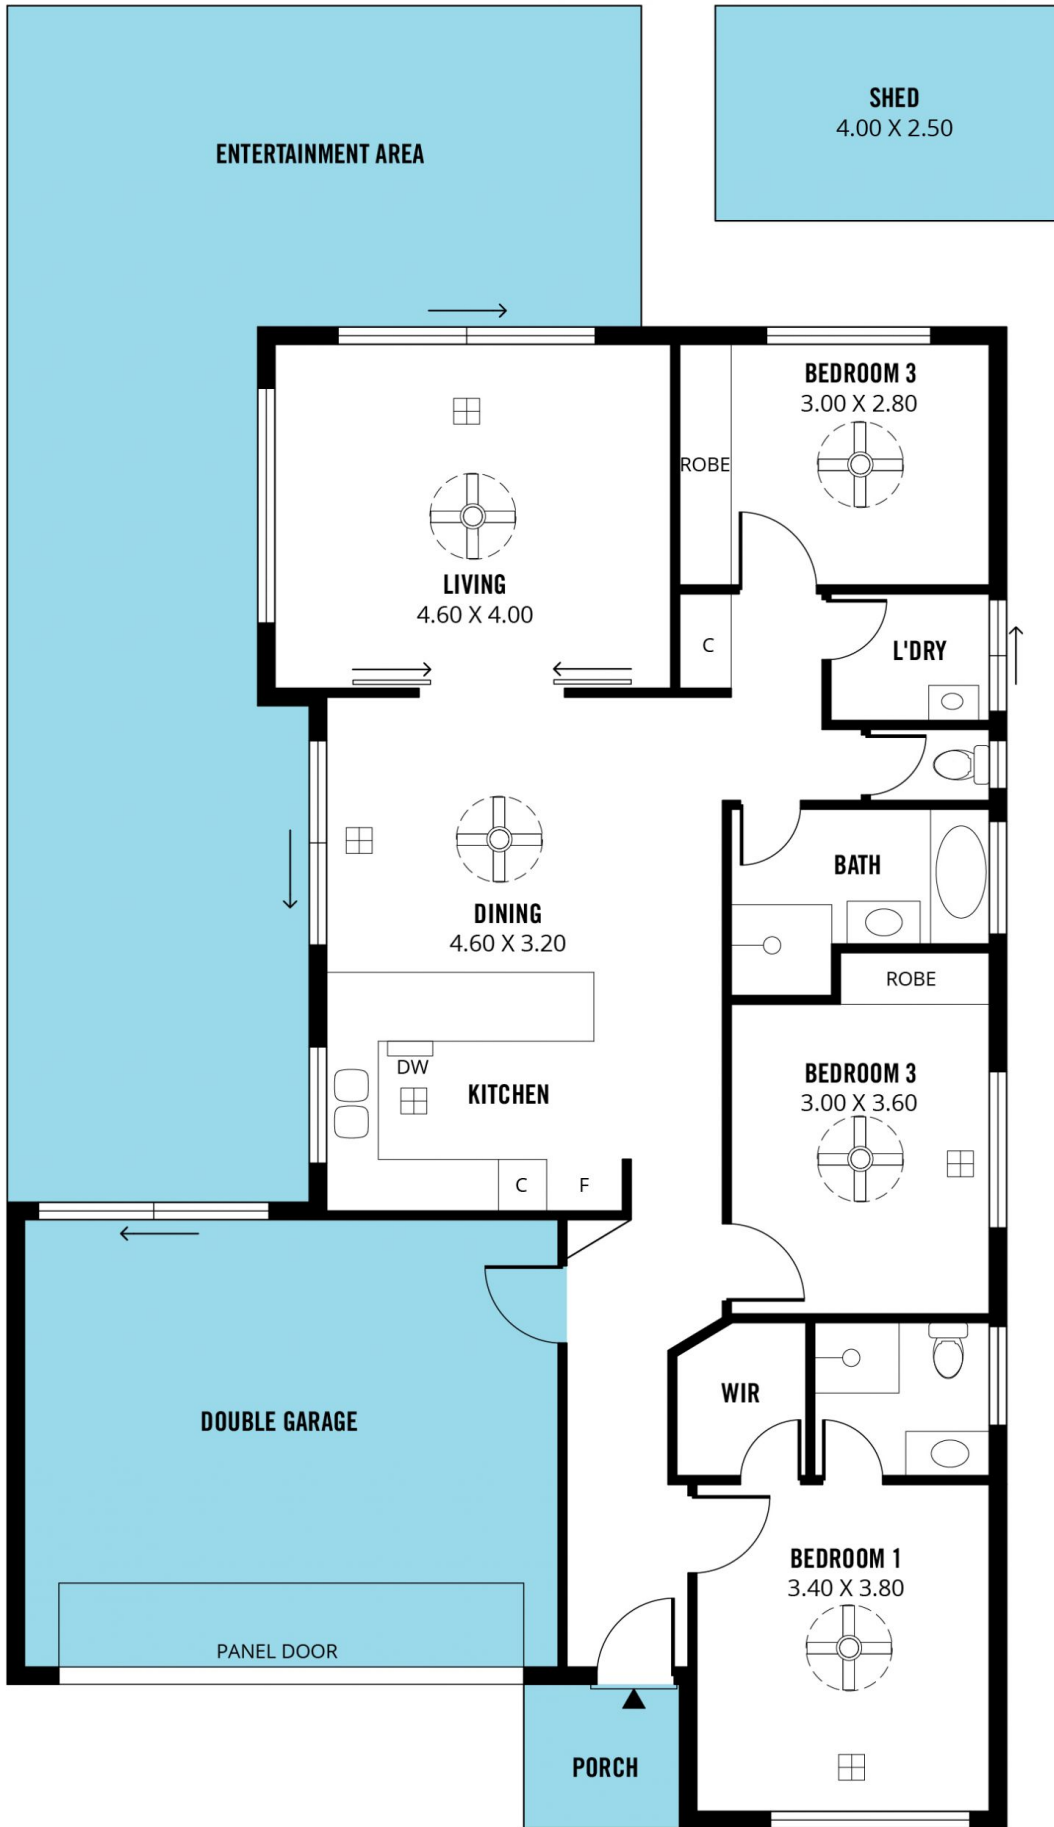 SHED
4.00 X 2.50
ENTERTAINMENT AREA
BEDROOM 3
3.00 X 2.80
ROBE
LIVING
4.60 X 4.00
C
L'DRY
BATH
DINING
4.60 X 3.20
ROBE
DW
KITCHEN
BEDROOM 3
3.00 X 3.60
C
F
WIR
DOUBLE GARAGE
BEDROOM 1
3.40 X 3.80
PANEL DOOR
PORCH